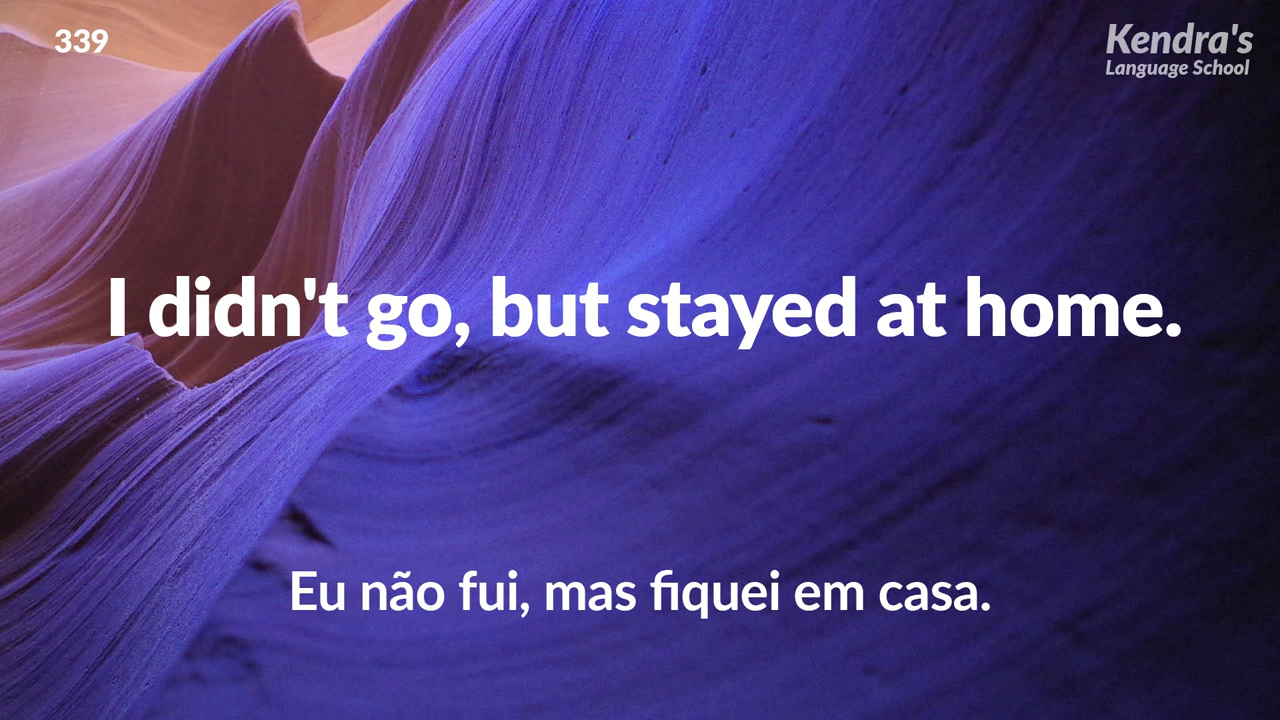 339
Kendra's
Language School
I didn't go, but stayed at home.
Eu não fui, mas fiquei em casa.